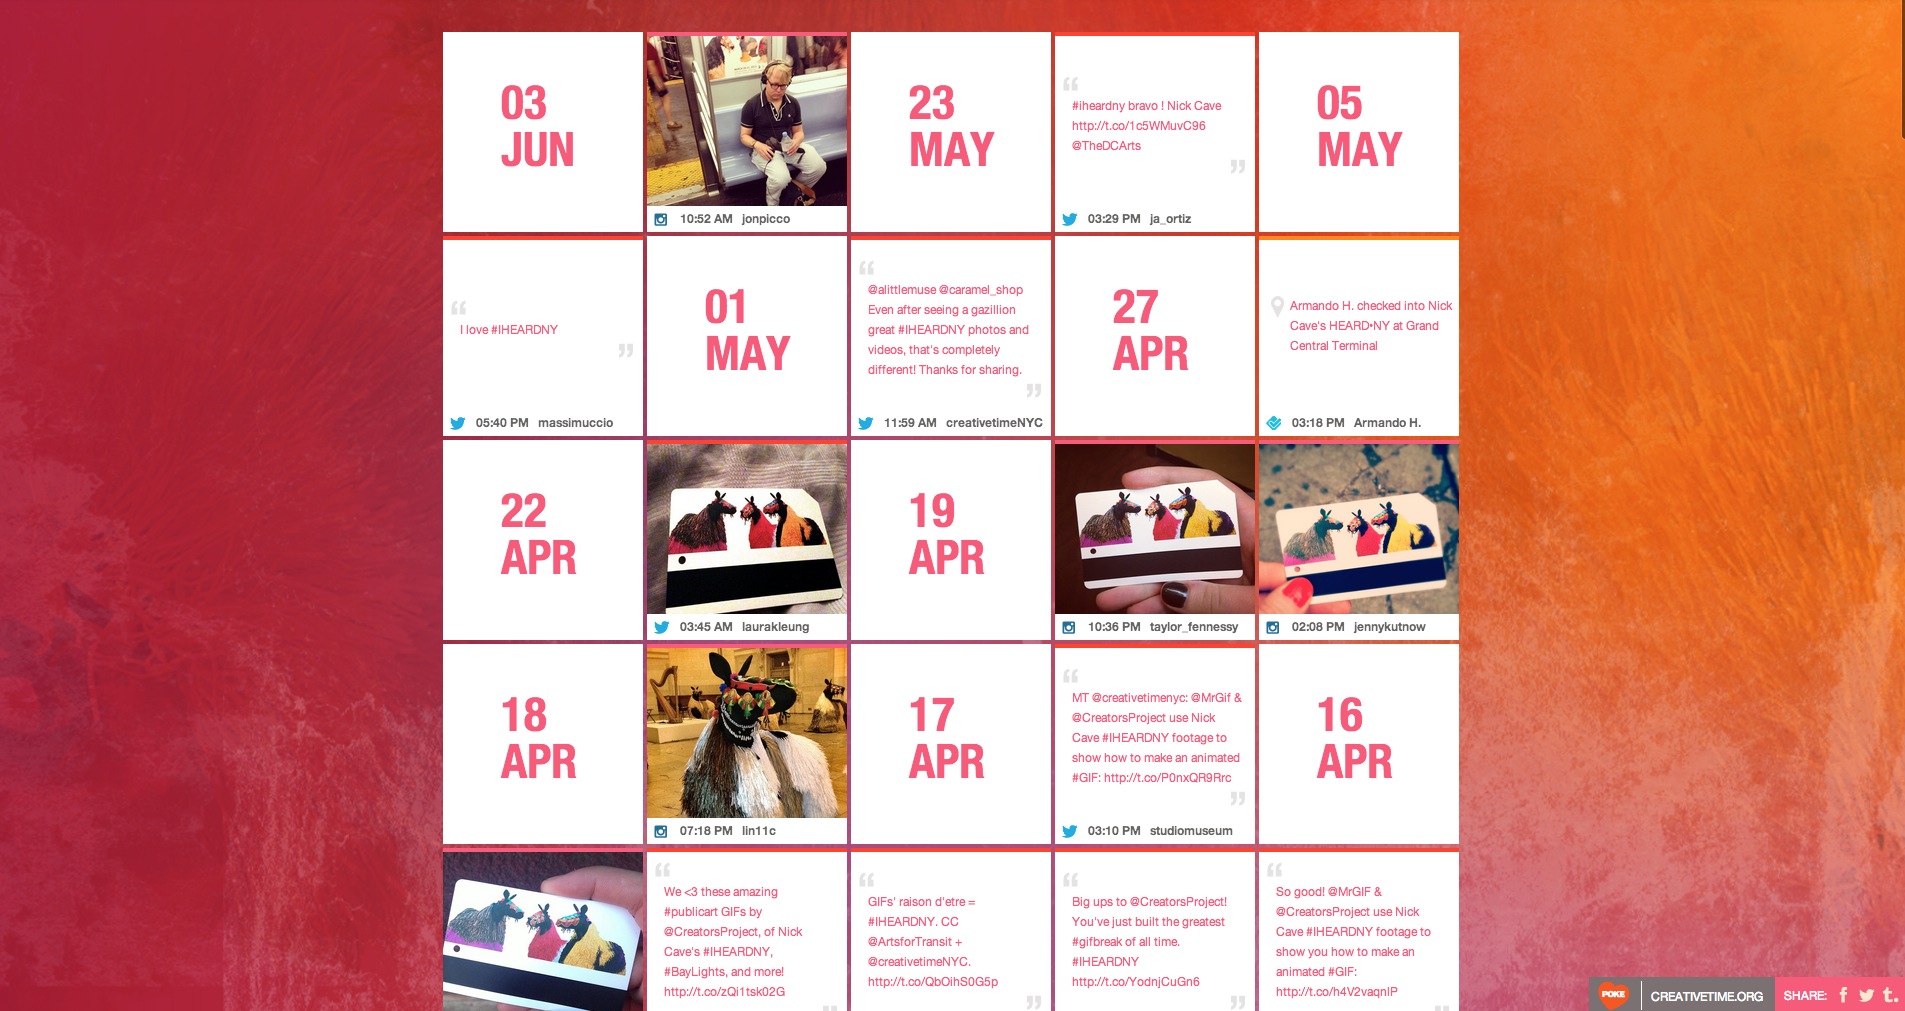 03
JUN
10:52 AM jonpicco
23
MAY
“
#iheardny bravo ! Nick Cave
http://t.co/1c5WMuvC96
@TheDCArts
”
03:29 PM ja_ortiz
05
MAY
“
I love #IHEARDNY
”
05:40 PM massimuccio
01
MAY
“
@alittlemuse @caramel_shop
Even after seeing a gazillion
great #IHEARDNY photos and
videos, that's completely
different! Thanks for sharing.
”
11:59 AM creativetimeNYC
27
APR
Armando H. checked into Nick
Cave's HEARD•NY at Grand
Central Terminal
03:18 PM Armando H.
22
APR
03:45 AM laurakleung
19
APR
10:36 PM taylor_fennessy
02:08 PM jennykutnow
18
APR
07:18 PM lin11c
17
APR
“
MT @creativetimenyc: @MrGif &
@CreatorsProject use Nick
Cave #IHEARDNY footage to
show how to make an animated
#GIF: http://t.co/P0nxQR9Rrc
”
03:10 PM studiomuseum
16
APR
“
We <3 these amazing
#publicart GIFs by
@CreatorsProject, of Nick
Cave's #IHEARDNY,
#BayLights, and more!
http://t.co/zQi1tsk02G
”
“
GIFs' raison d'etre =
#IHEARDNY. CC
@ArtsforTransit +
@creativetimeNYC.
http://t.co/QbOihS0G5p
”
“
Big ups to @CreatorsProject!
You've just built the greatest
#gifbreak of all time.
#IHEARDNY
http://t.co/YodnjCuGn6
”
“
So good! @MrGIF &
@CreatorsProject use Nick
Cave #IHEARDNY footage to
show you how to make an
animated #GIF:
http://t.co/h4V2vaqnlP
”
POKE
CREATIVETIME.ORG
SHARE: